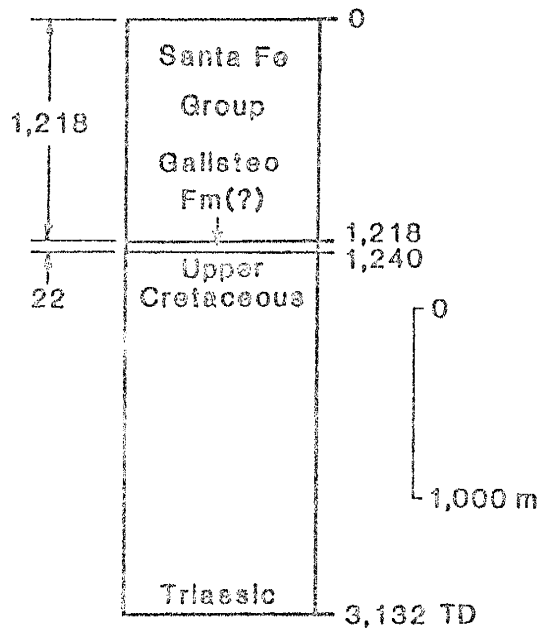 0
Santa Fe
Group
1,218
Galisteo
Fm(?)
1,218
1,240
22
Upper
Cretaceous
0
1,000 m
Triassic
3,132 TD